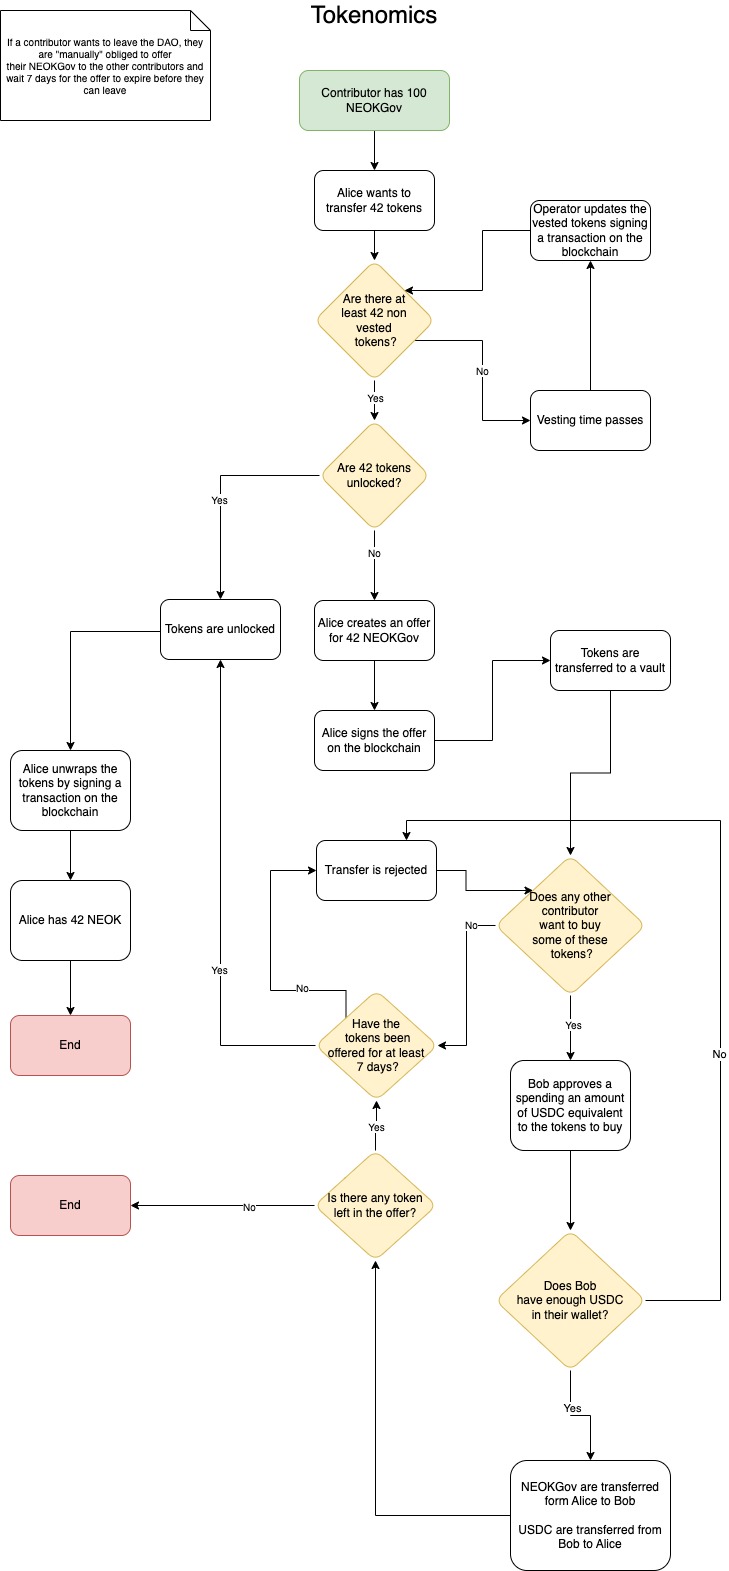 Tokenomics
If a contributor wants to leave the DAO, they
are "manually" obliged to offer
their NEOKGov to the other contributors and
wait 7 days for the offer to expire before they
can leave
Contributor has 100
NEOKGov
Alice wants to
transfer 42 tokens
Operator updates the
vested tokens signing
a transaction on the
blockchain
Are there at
least 42 non
vested
tokens?
No
Yes
Vesting time passes
Are 42 tokens
unlocked?
Yes
No
Tokens are unlocked
Alice creates an offer
for 42 NEOKGov
Tokens are
transferred to a vault
Alice signs the offer
on the blockchain
Alice unwraps the
tokens by signing a
transaction on the
blockchain
Transfer is rejected
Does any other
contributor
want to buy
some of these
tokens?
Alice has 42 NEOK
No
Yes
No
Yes
Have the
tokens been
offered for at least
7 days?
End
No
Bob approves a
spending an amount
of USDC equivalent
to the tokens to buy
Yes
Is there any token
left in the offer?
No
End
Does Bob
have enough USDC
in their wallet?
Yes
NEOKGov are transferred
form Alice to Bob
USDC are transferred from
Bob to Alice